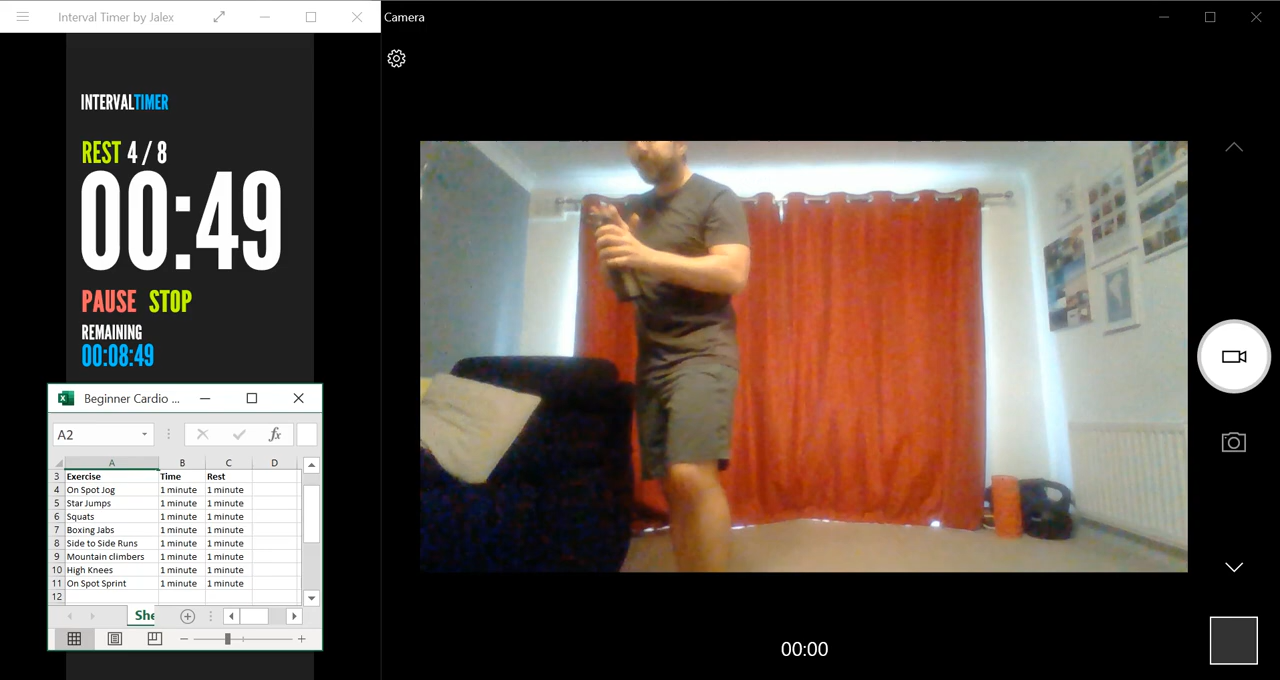 Interval Timer by Jalex
Camera
INTERVALTIMER
REST 4 / 8
00:49
PAUSE STOP
REMAINING
00:08:49
Beginner Cardio ...
A2
fx
A B C D
3 Exercise Time Rest
4 On Spot Jog 1 minute 1 minute
5 Star Jumps 1 minute 1 minute
6 Squats 1 minute 1 minute
7 Boxing Jabs 1 minute 1 minute
8 Side to Side Runs 1 minute 1 minute
9 Mountain climbers 1 minute 1 minute
10 High Knees 1 minute 1 minute
11 On Spot Sprint 1 minute 1 minute
12
She
00:00